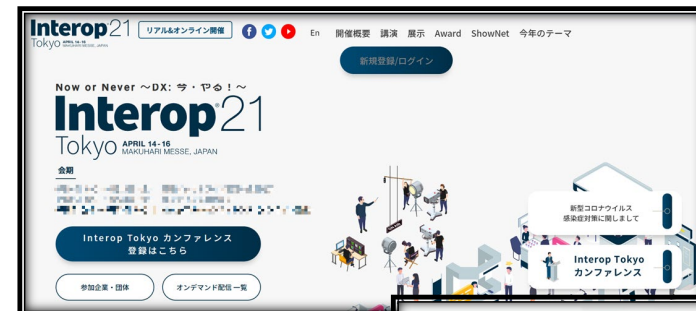 Interop21
Tokyo APRIL 14-16
MAKUHARI MESSE, JAPAN
リアル&オンライン開催
En 開催概要 講演 展示 Award ShowNet 今年のテーマ
新規登録/ログイン
Now or Never ～DX: 今・やる！～
Interop21
Tokyo APRIL 14-16
MAKUHARI MESSE, JAPAN
会期
新型コロナウイルス
感染症対策に関しまして
Interop Tokyo カンファレンス
登録はこちら
Interop Tokyo
カンファレンス
参加企業・団体
オンデマンド配信一覧